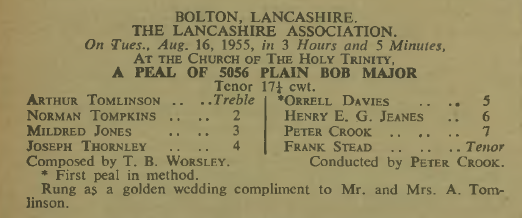 BOLTON, LANCASHIRE.
THE LANCASHIRE ASSOCIATION.
On Tues., Aug. 16, 1955, in 3 Hours and 5 Minutes,
AT THE CHURCH OF THE HOLY TRINITY,
A PEAL OF 5056 PLAIN BOB MAJOR
Tenor 17¼ cwt.
ARTHUR TOMLINSON .. ..Treble
NORMAN TOMPKINS .. .. 2
MILDRED JONES .. .. 3
JOSEPH THORNLEY .. .. 4
*ORRELL DAVIES .. .. 5
HENRY E. G. JEANES .. 6
PETER CROOK .. .. .. 7
FRANK STEAD .. .. ..Tenor
Composed by T. B. WORSLEY. Conducted by PETER CROOK.
* First peal in method.
Rung as a golden wedding compliment to Mr. and Mrs. A. Tom-
linson.